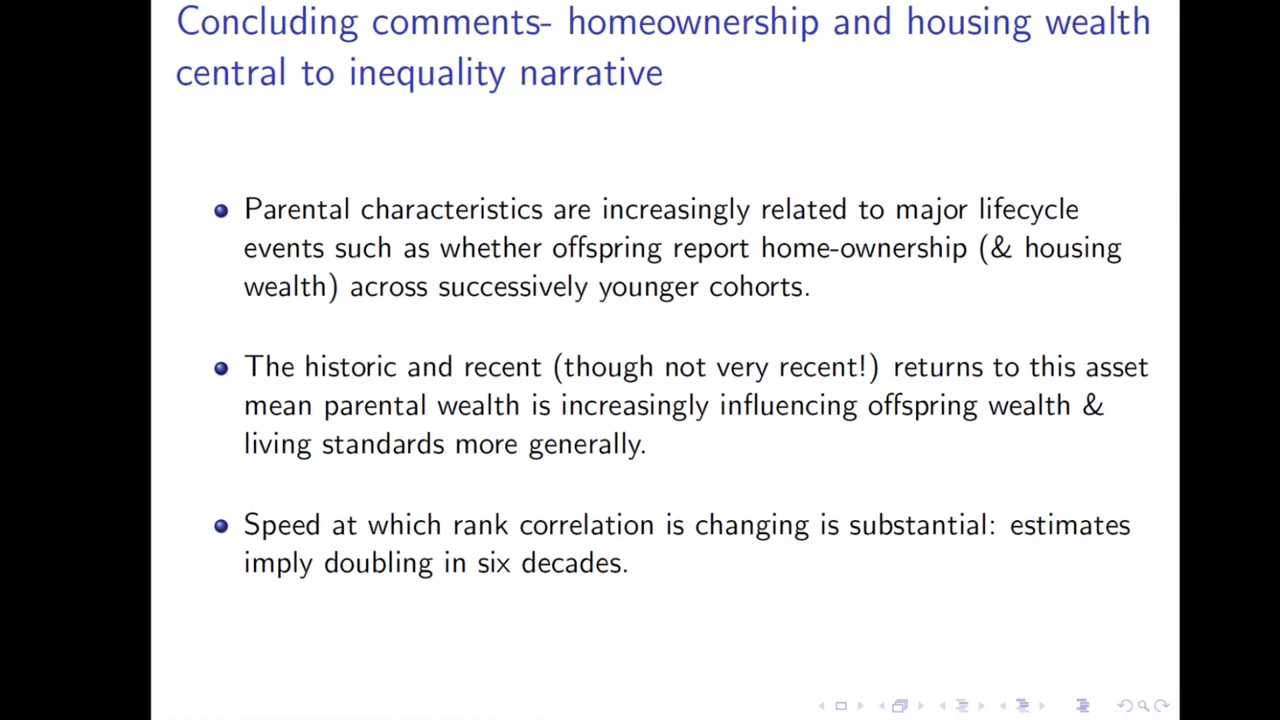 Concluding comments- homeownership and housing wealth
central to inequality narrative
Parental characteristics are increasingly related to major lifecycle
events such as whether offspring report home-ownership (& housing
wealth) across successively younger cohorts.
The historic and recent (though not very recent!) returns to this asset
mean parental wealth is increasingly influencing offspring wealth &
living standards more generally.
Speed at which rank correlation is changing is substantial: estimates
imply doubling in six decades.